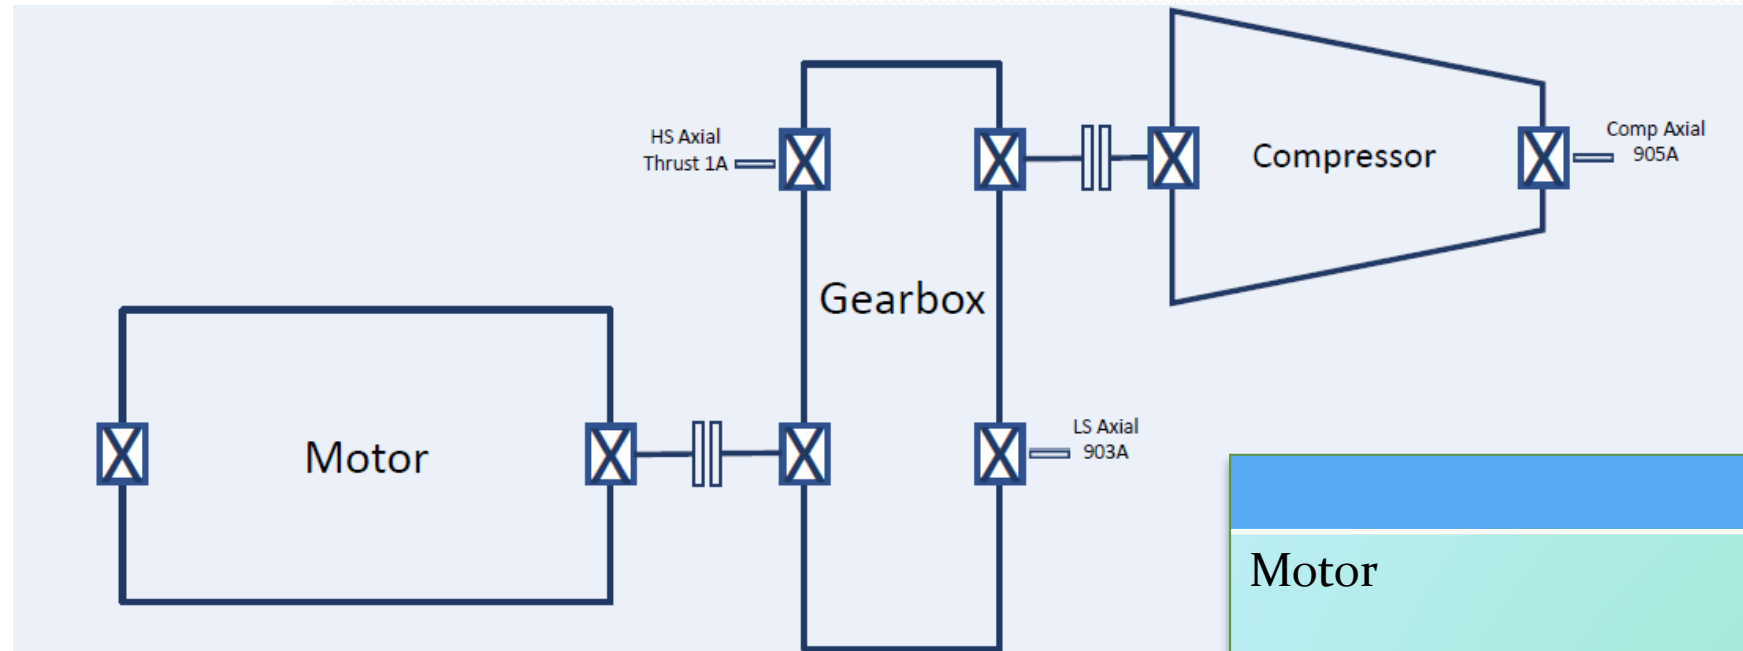 HS Axial
Thrust 1A
Comp Axial
905A
Compressor
Gearbox
Motor
LS Axial
903A
Motor